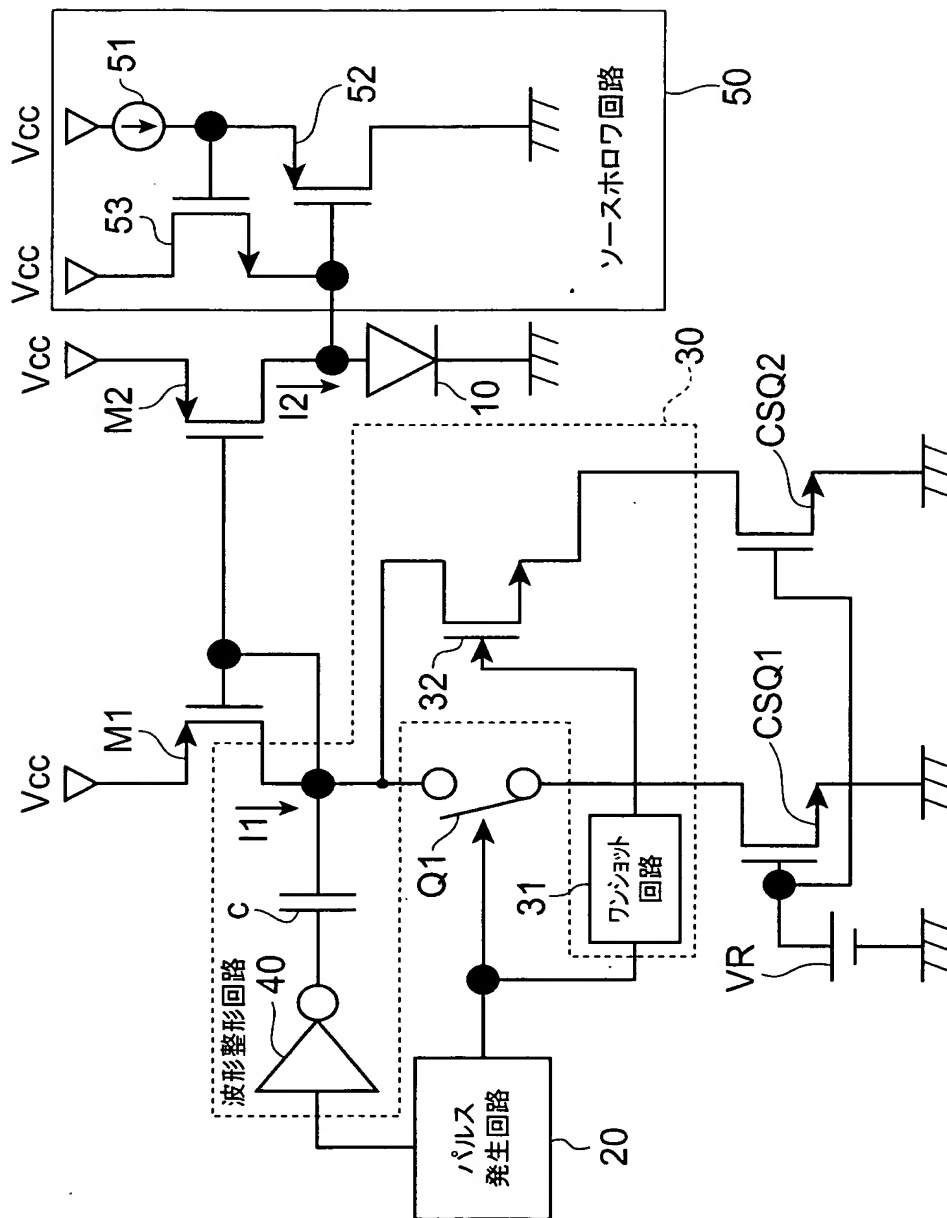 Vcc
Vcc
Vcc
Vcc
51
53
52
M1
M2
I1
I2
10
ソースホロワ回路
50
波形整形回路
40
c
30
Q1
32
31
ワンショット
回路
パルス
発生回路
20
VR
CSQ1
CSQ2